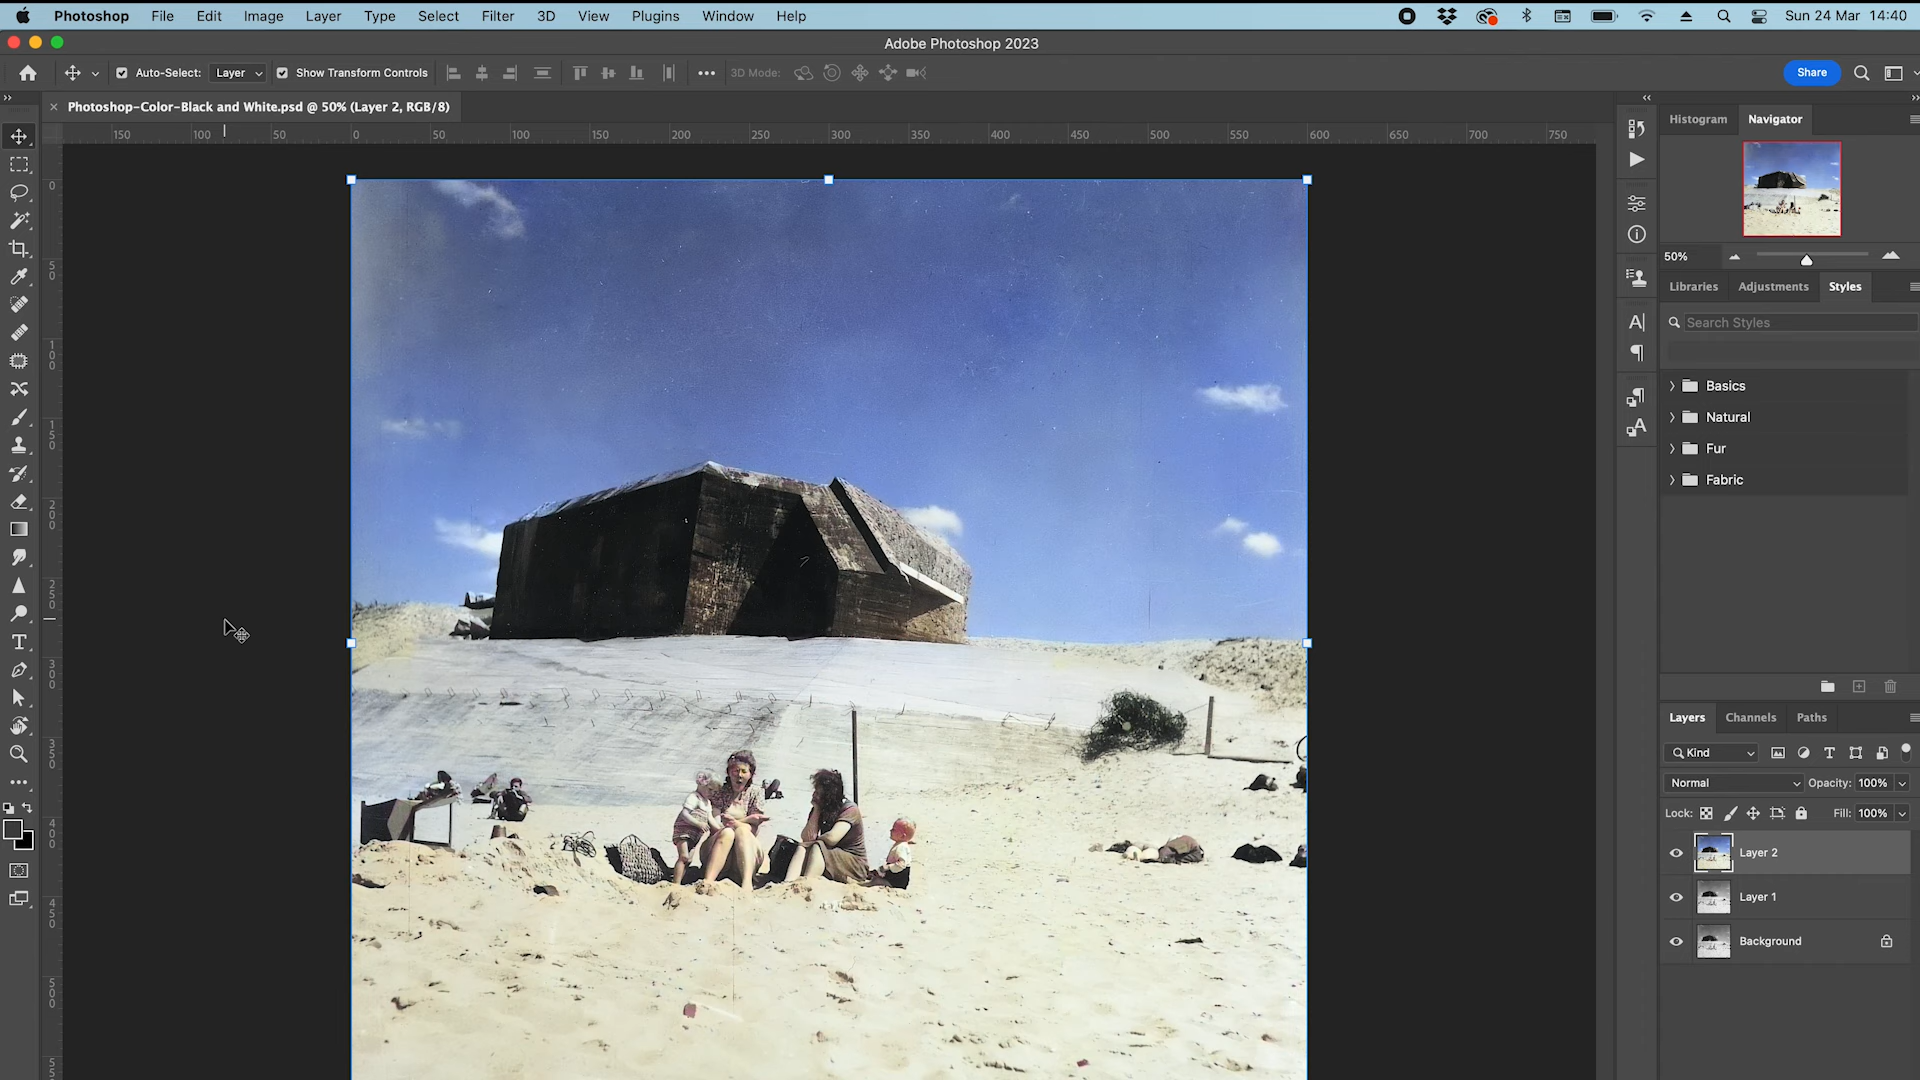 Photoshop File Edit Image Layer Type Select Filter 3D View Plugins Window Help Sun 24 Mar 14:40
Adobe Photoshop 2023
Auto-Select: Layer Show Transform Controls 3D Mode: Share
Photoshop-Color-Black and White.psd @ 50% (Layer 2, RGB/8)
150 100 50 0 50 100 150 200 250 300 350 400 450 500 550 600 650 700 750
0
50
100
150
200
250
300
350
400
450
500
55
Histogram Navigator
50%
Libraries Adjustments Styles
Search Styles
Basics
Natural
Fur
Fabric
Layers Channels Paths
Kind
Normal Opacity: 100%
Lock: Fill: 100%
Layer 2
Layer 1
Background